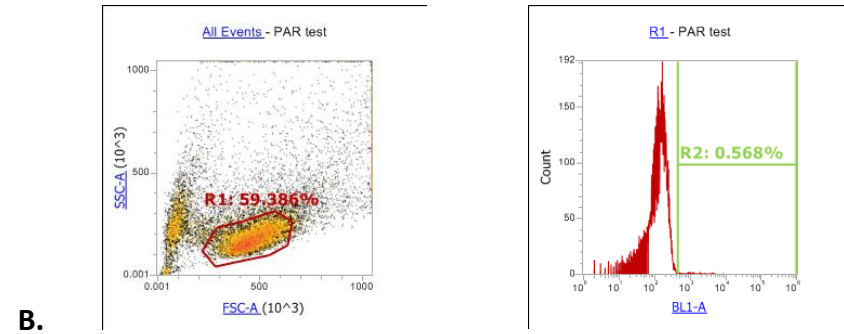 All Events - PAR test
1000
SSC-A (10^3)
500
R1: 59.386%
0.001
0.001 500 1000
FSC-A (10^3)
R1 - PAR test
192
150
Count
100
R2: 0.568%
50
0
10^0 10^1 10^2 10^3 10^4 10^5 10^6
BL1-A
B.